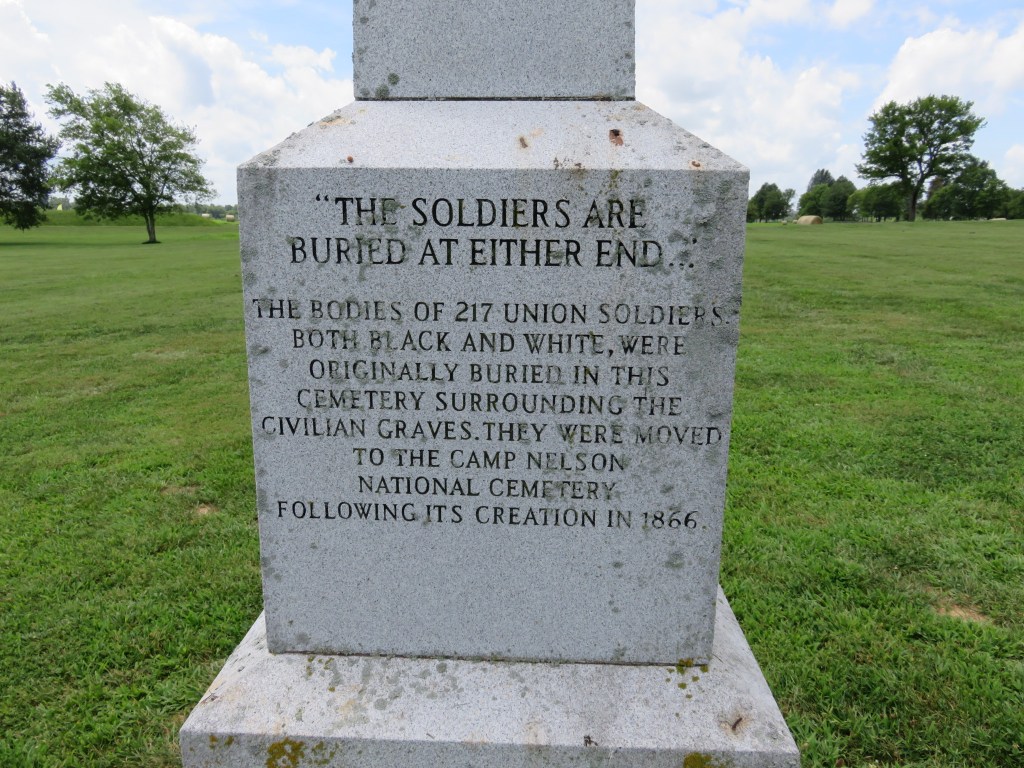 “THE SOLDIERS ARE
BURIED AT EITHER END...”
THE BODIES OF 217 UNION SOLDIERS,
BOTH BLACK AND WHITE, WERE
ORIGINALLY BURIED IN THIS
CEMETERY SURROUNDING THE
CIVILIAN GRAVES. THEY WERE MOVED
TO THE CAMP NELSON
NATIONAL CEMETERY
FOLLOWING ITS CREATION IN 1866.